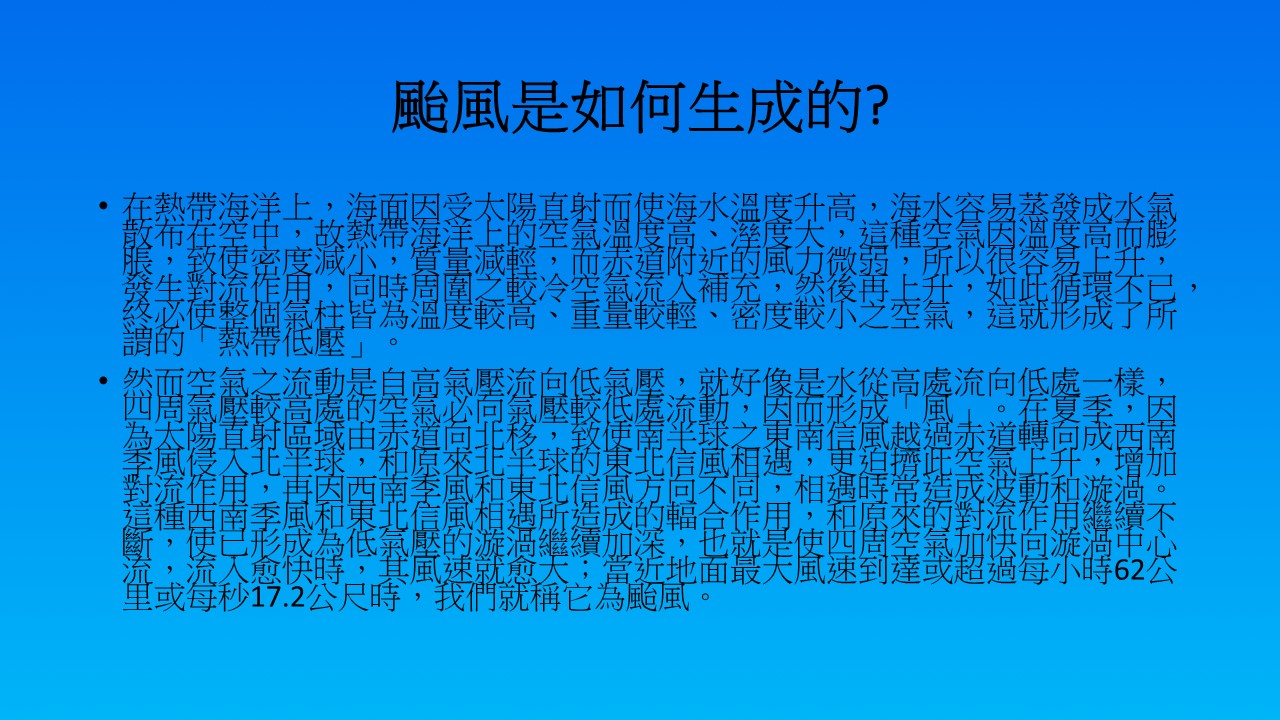 颱風是如何生成的?
• 在熱帶海洋上，海面因受太陽直射而使海水溫度升高，海水容易蒸發成水氣
散布在空中，故熱帶海洋上的空氣溫度高、溼度大，這種空氣因溫度高而膨
脹，致使密度減小，質量減輕，而赤道附近的風力微弱，所以很容易上升，
發生對流作用，同時周圍之較冷空氣流入補充，然後再上升，如此循環不已，
終必使整個氣柱皆為溫度較高、重量較輕、密度較小之空氣，這就形成了所
謂的「熱帶低壓」。
• 然而空氣之流動是自高氣壓流向低氣壓，就好像是水從高處流向低處一樣，
四周氣壓較高處的空氣必向氣壓較低處流動，因而形成「風」。在夏季，因
為太陽直射區域由赤道向北移，致使南半球之東南信風越過赤道轉向成西南
季風侵入北半球，和原來北半球的東北信風相遇，更迫擠此空氣上升，增加
對流作用，再因西南季風和東北信風方向不同，相遇時常造成波動和漩渦。
這種西南季風和東北信風相遇所造成的輻合作用，和原來的對流作用繼續不
斷，使已形成為低氣壓的漩渦繼續加深，也就是使四周空氣加快向漩渦中心
流，流入愈快時，其風速就愈大；當近地面最大風速到達或超過每小時62公
里或每秒17.2公尺時，我們就稱它為颱風。